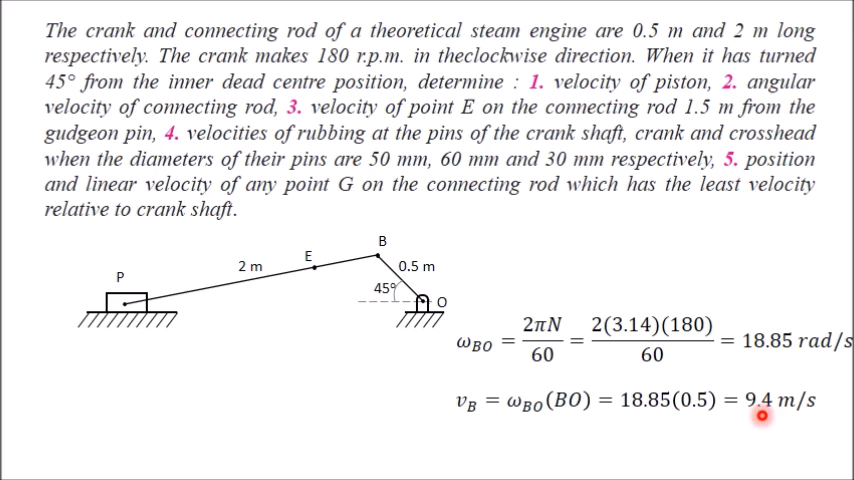 The crank and connecting rod of a theoretical steam engine are 0.5 m and 2 m long
respectively. The crank makes 180 r.p.m. in theclockwise direction. When it has turned
45° from the inner dead centre position, determine : 1. velocity of piston, 2. angular
velocity of connecting rod, 3. velocity of point E on the connecting rod 1.5 m from the
gudgeon pin, 4. velocities of rubbing at the pins of the crank shaft, crank and crosshead
when the diameters of their pins are 50 mm, 60 mm and 30 mm respectively, 5. position
and linear velocity of any point G on the connecting rod which has the least velocity
relative to crank shaft.
B
E
2 m
0.5 m
P
45°
O
ω_BO = 2πN/60 = 2(3.14)(180)/60 = 18.85 rad/s
v_B = ω_BO(BO) = 18.85(0.5) = 9.4 m/s